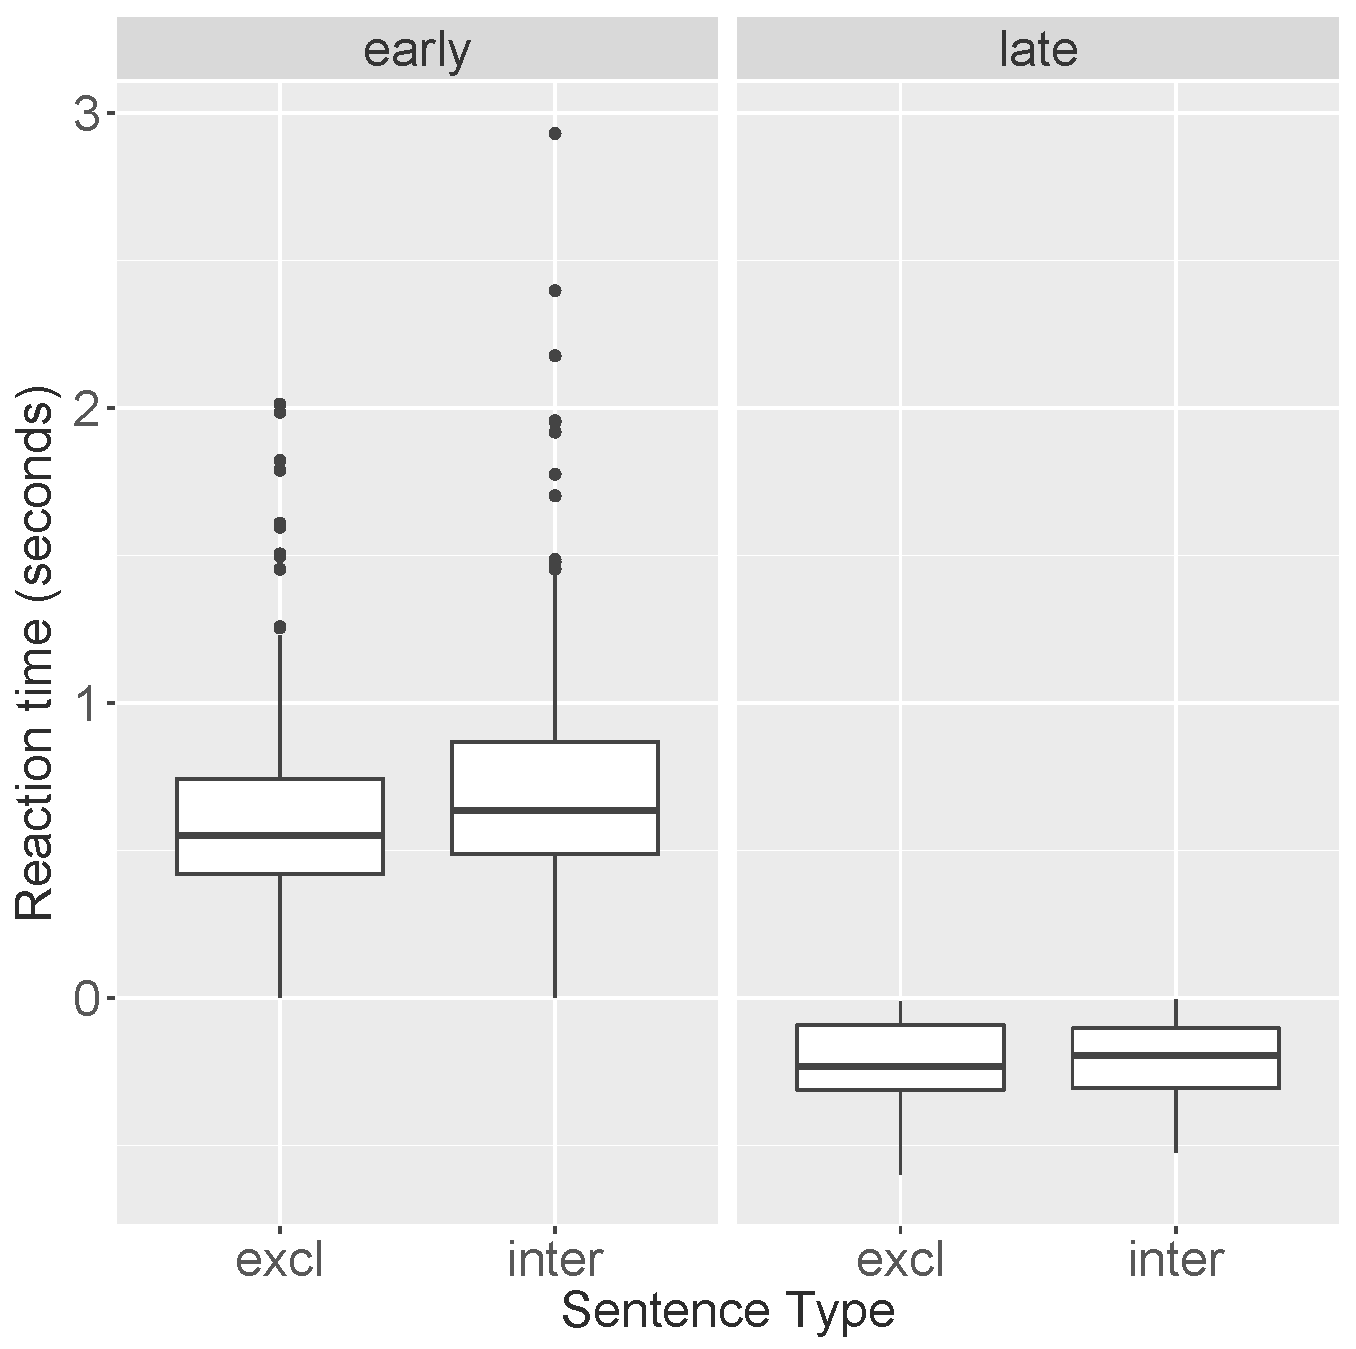 early
late
Reaction time (seconds)
3
2
1
0
excl
inter
excl
inter
Sentence Type